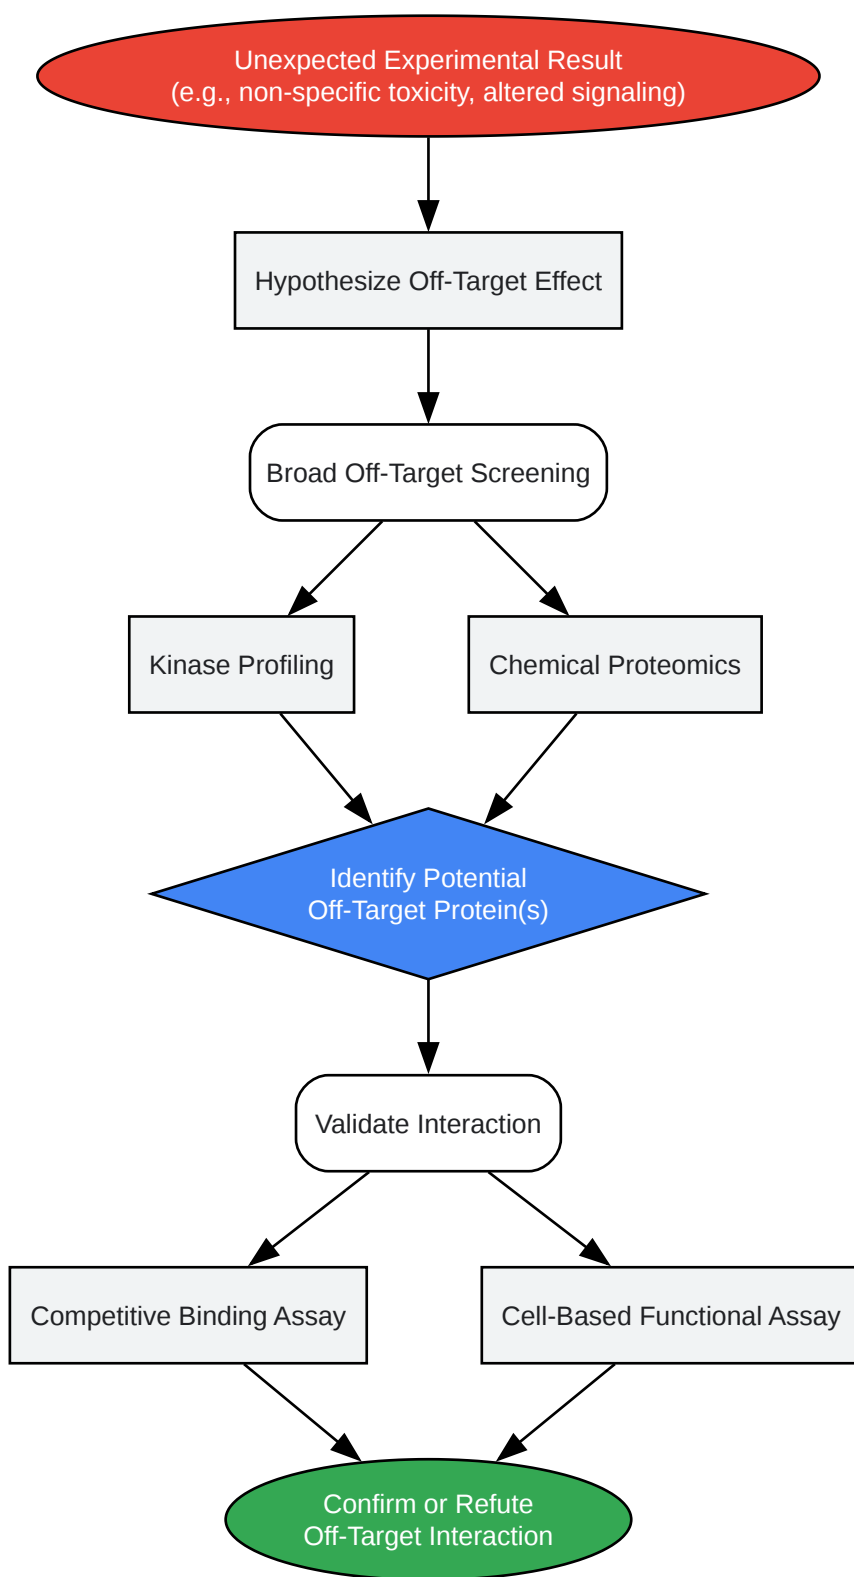 Unexpected Experimental Result
(e.g., non-specific toxicity, altered signaling)
Hypothesize Off-Target Effect
Broad Off-Target Screening
Kinase Profiling
Chemical Proteomics
Identify Potential
Off-Target Protein(s)
Validate Interaction
Competitive Binding Assay
Cell-Based Functional Assay
Confirm or Refute
Off-Target Interaction